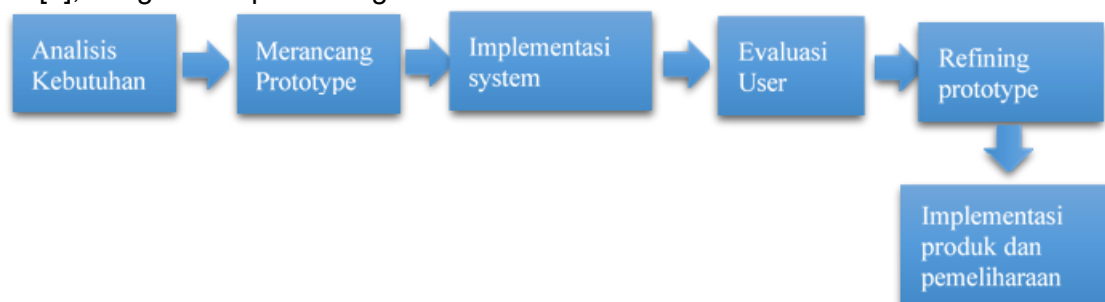 Analisis
Kebutuhan
Merancang
Prototype
Implementasi
system
Evaluasi
User
Refining
prototype
Implementasi
produk dan
pemeliharaan